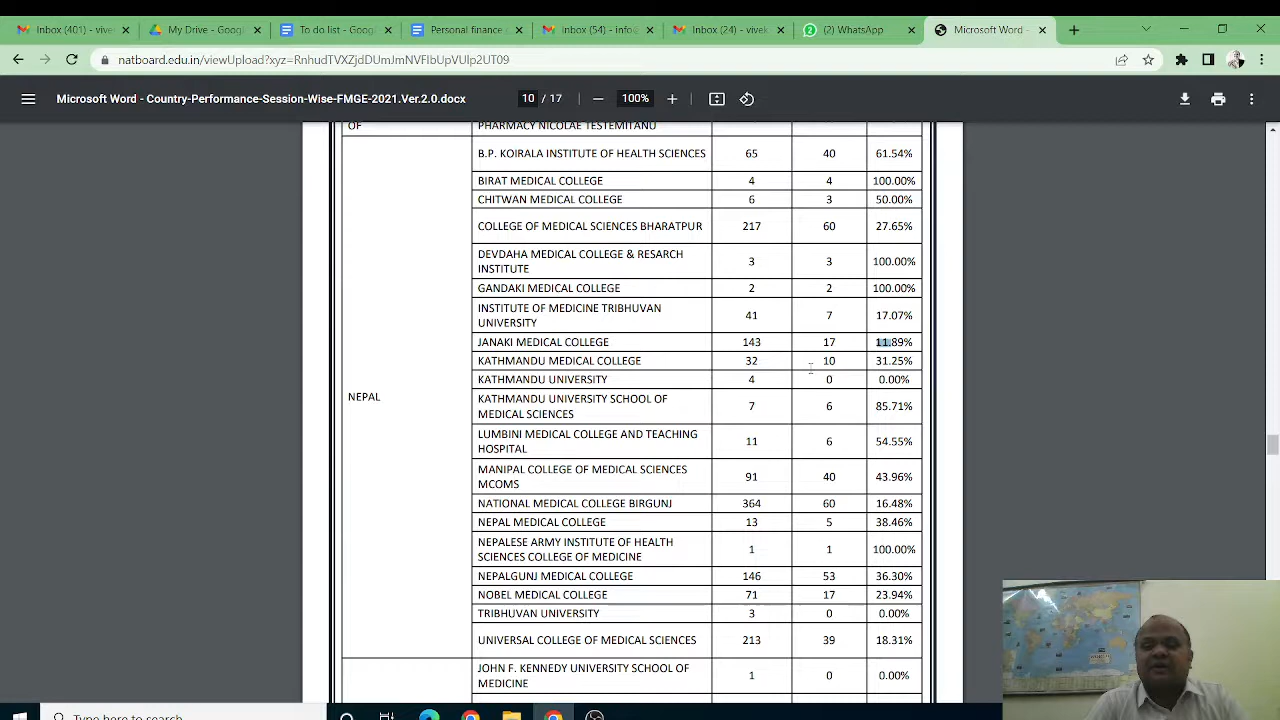 Inbox (401) - vive
My Drive - Googl
To do list - Googl
Personal finance
Inbox (54) - info@
Inbox (24) - vivek
(2) WhatsApp
Microsoft Word -
natboard.edu.in/viewUpload?xyz=RnhudTVXZjdDUmJmNVFIbUpVUlp2UT09
Microsoft Word - Country-Performance-Session-Wise-FMGE-2021.Ver.2.0.docx 10 / 17 100%
OF PHARMACY NICOLAE TESTEMITANU
B.P. KOIRALA INSTITUTE OF HEALTH SCIENCES 65 40 61.54%
BIRAT MEDICAL COLLEGE 4 4 100.00%
CHITWAN MEDICAL COLLEGE 6 3 50.00%
COLLEGE OF MEDICAL SCIENCES BHARATPUR 217 60 27.65%
DEVDAHA MEDICAL COLLEGE & RESARCH
INSTITUTE 3 3 100.00%
GANDAKI MEDICAL COLLEGE 2 2 100.00%
INSTITUTE OF MEDICINE TRIBHUVAN
UNIVERSITY 41 7 17.07%
JANAKI MEDICAL COLLEGE 143 17 11.89%
KATHMANDU MEDICAL COLLEGE 32 10 31.25%
KATHMANDU UNIVERSITY 4 0 0.00%
NEPAL
KATHMANDU UNIVERSITY SCHOOL OF
MEDICAL SCIENCES 7 6 85.71%
LUMBINI MEDICAL COLLEGE AND TEACHING
HOSPITAL 11 6 54.55%
MANIPAL COLLEGE OF MEDICAL SCIENCES
MCOMS 91 40 43.96%
NATIONAL MEDICAL COLLEGE BIRGUNJ 364 60 16.48%
NEPAL MEDICAL COLLEGE 13 5 38.46%
NEPALESE ARMY INSTITUTE OF HEALTH
SCIENCES COLLEGE OF MEDICINE 1 1 100.00%
NEPALGUNJ MEDICAL COLLEGE 146 53 36.30%
NOBEL MEDICAL COLLEGE 71 17 23.94%
TRIBHUVAN UNIVERSITY 3 0 0.00%
UNIVERSAL COLLEGE OF MEDICAL SCIENCES 213 39 18.31%
JOHN F. KENNEDY UNIVERSITY SCHOOL OF
MEDICINE 1 0 0.00%
Type here to search